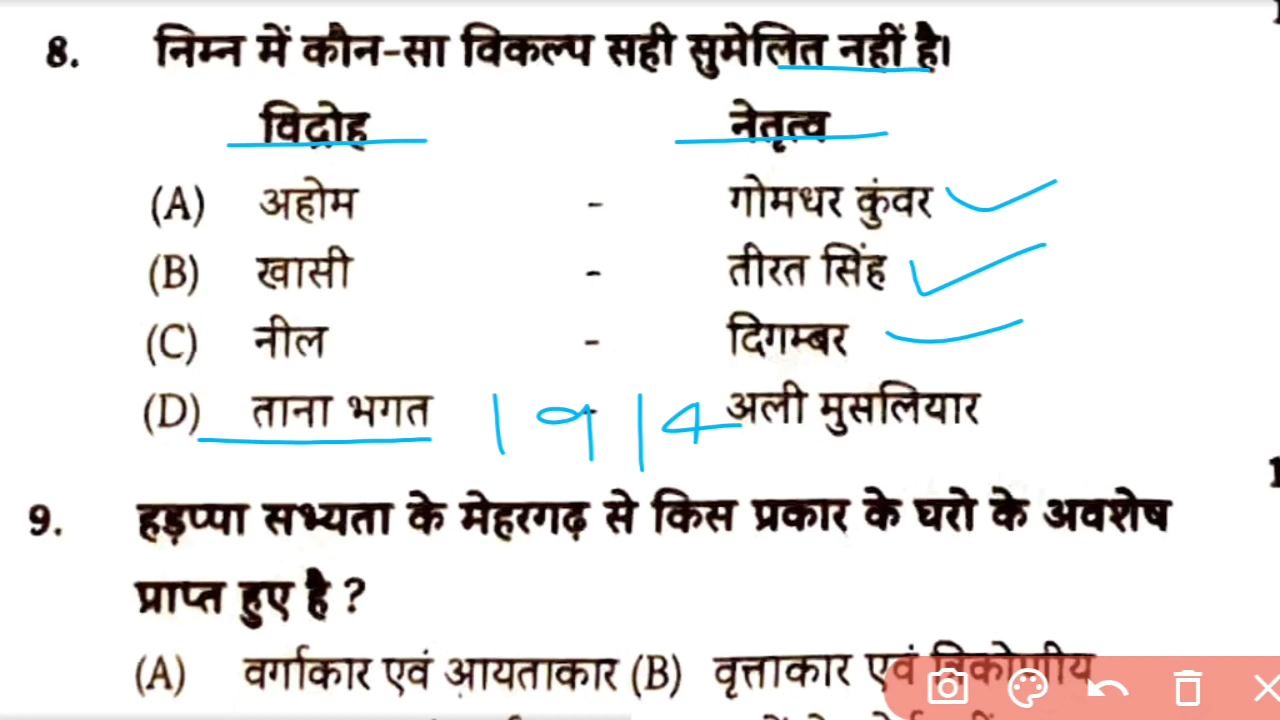 8. निम्न में कौन-सा विकल्प सही सुमेलित नहीं है।
विद्रोह नेतृत्व
(A) अहोम - गोमधर कुंवर
(B) खासी - तीरत सिंह
(C) नील - दिगम्बर
(D) ताना भगत 1914 - अली मुसलियार
9. हड़प्पा सभ्यता के मेहरगढ़ से किस प्रकार के घरो के अवशेष
प्राप्त हुए है ?
(A) वर्गाकार एवं आयताकार (B) वृत्ताकार एवं त्रिकोणीय